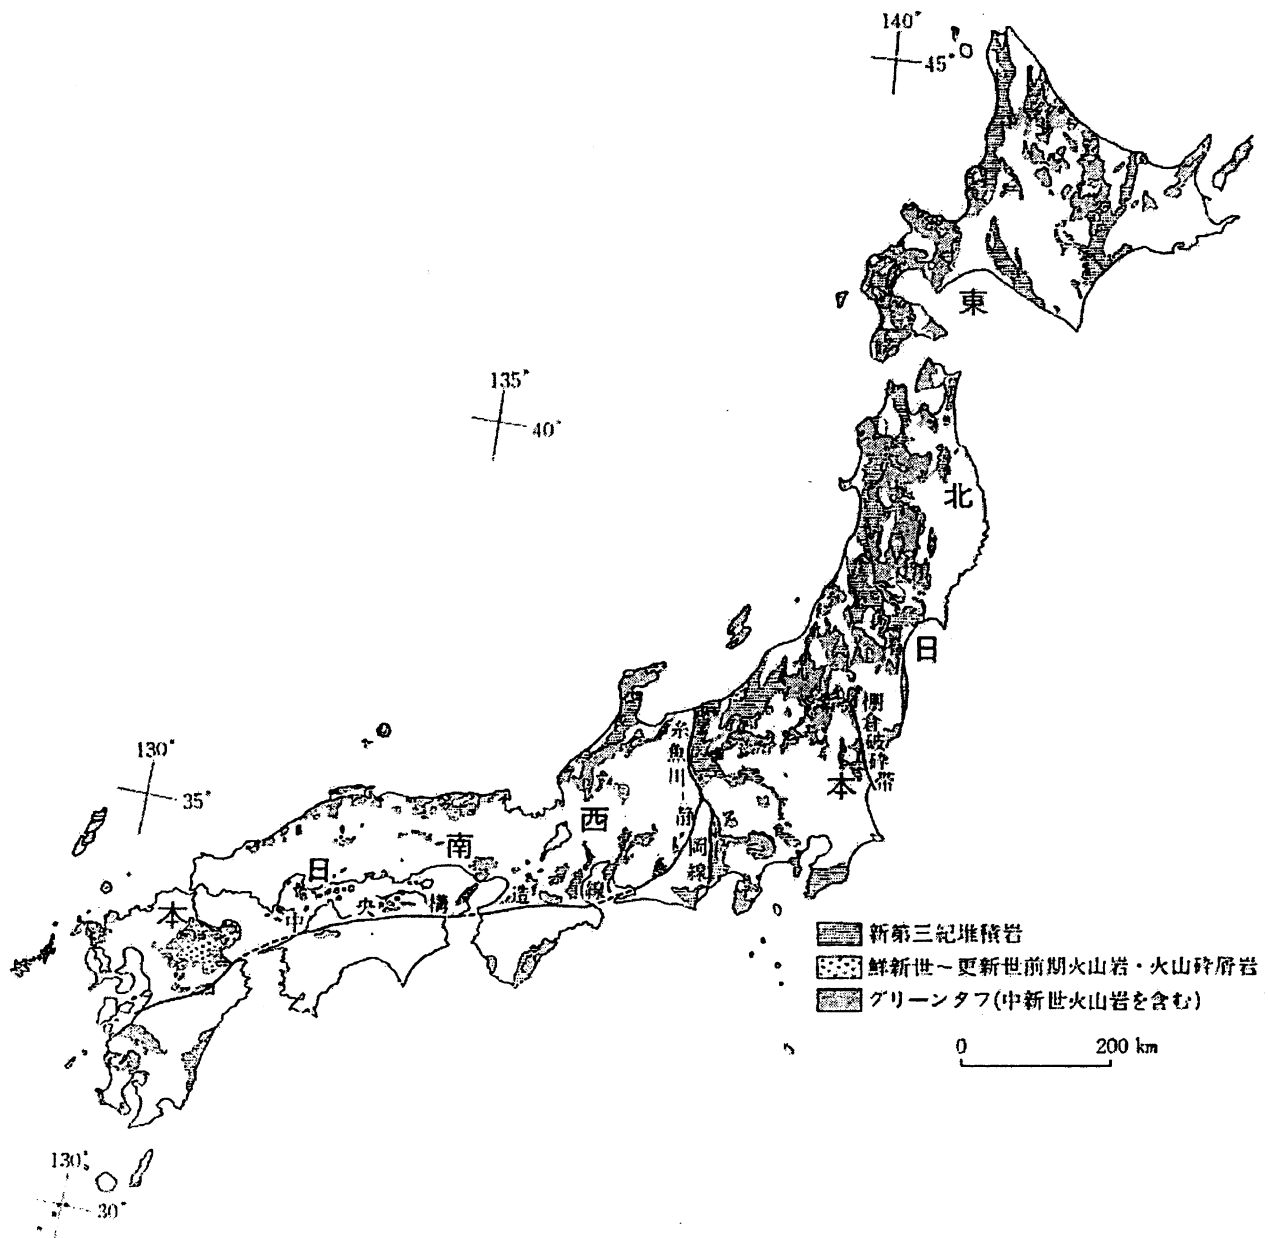 140°
45°
東
135°
40°
北
日
棚倉破砕帯
本
糸魚川-静岡線
130°
35°
西
南
日
本
中央構造線
新第三紀堆積岩
鮮新世~更新世前期火山岩・火山砕屑岩
グリーンタフ(中新世火山岩を含む)
0 200 km
130°
30°